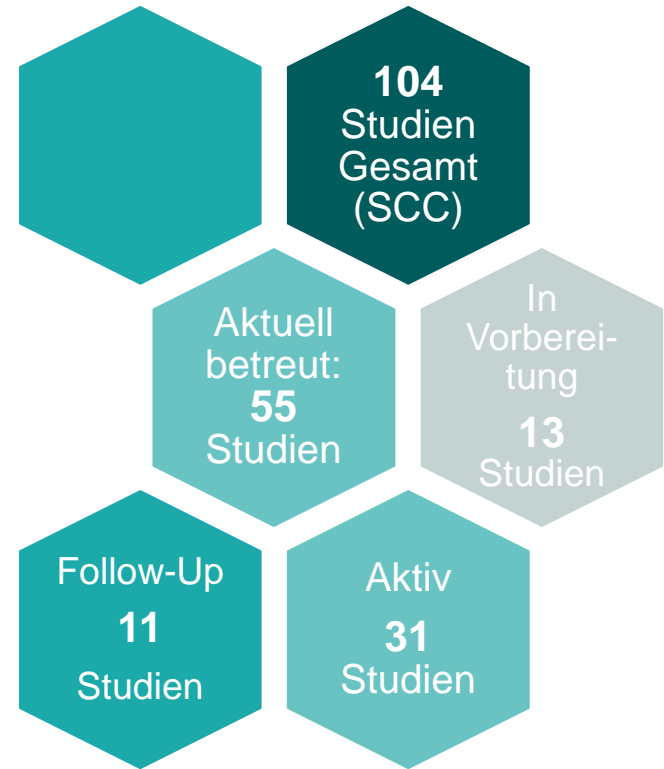 104
Studien
Gesamt
(SCC)
Aktuell
betreut:
55
Studien
In
Vorberei-
tung
13
Studien
Follow-Up
11
Studien
Aktiv
31
Studien